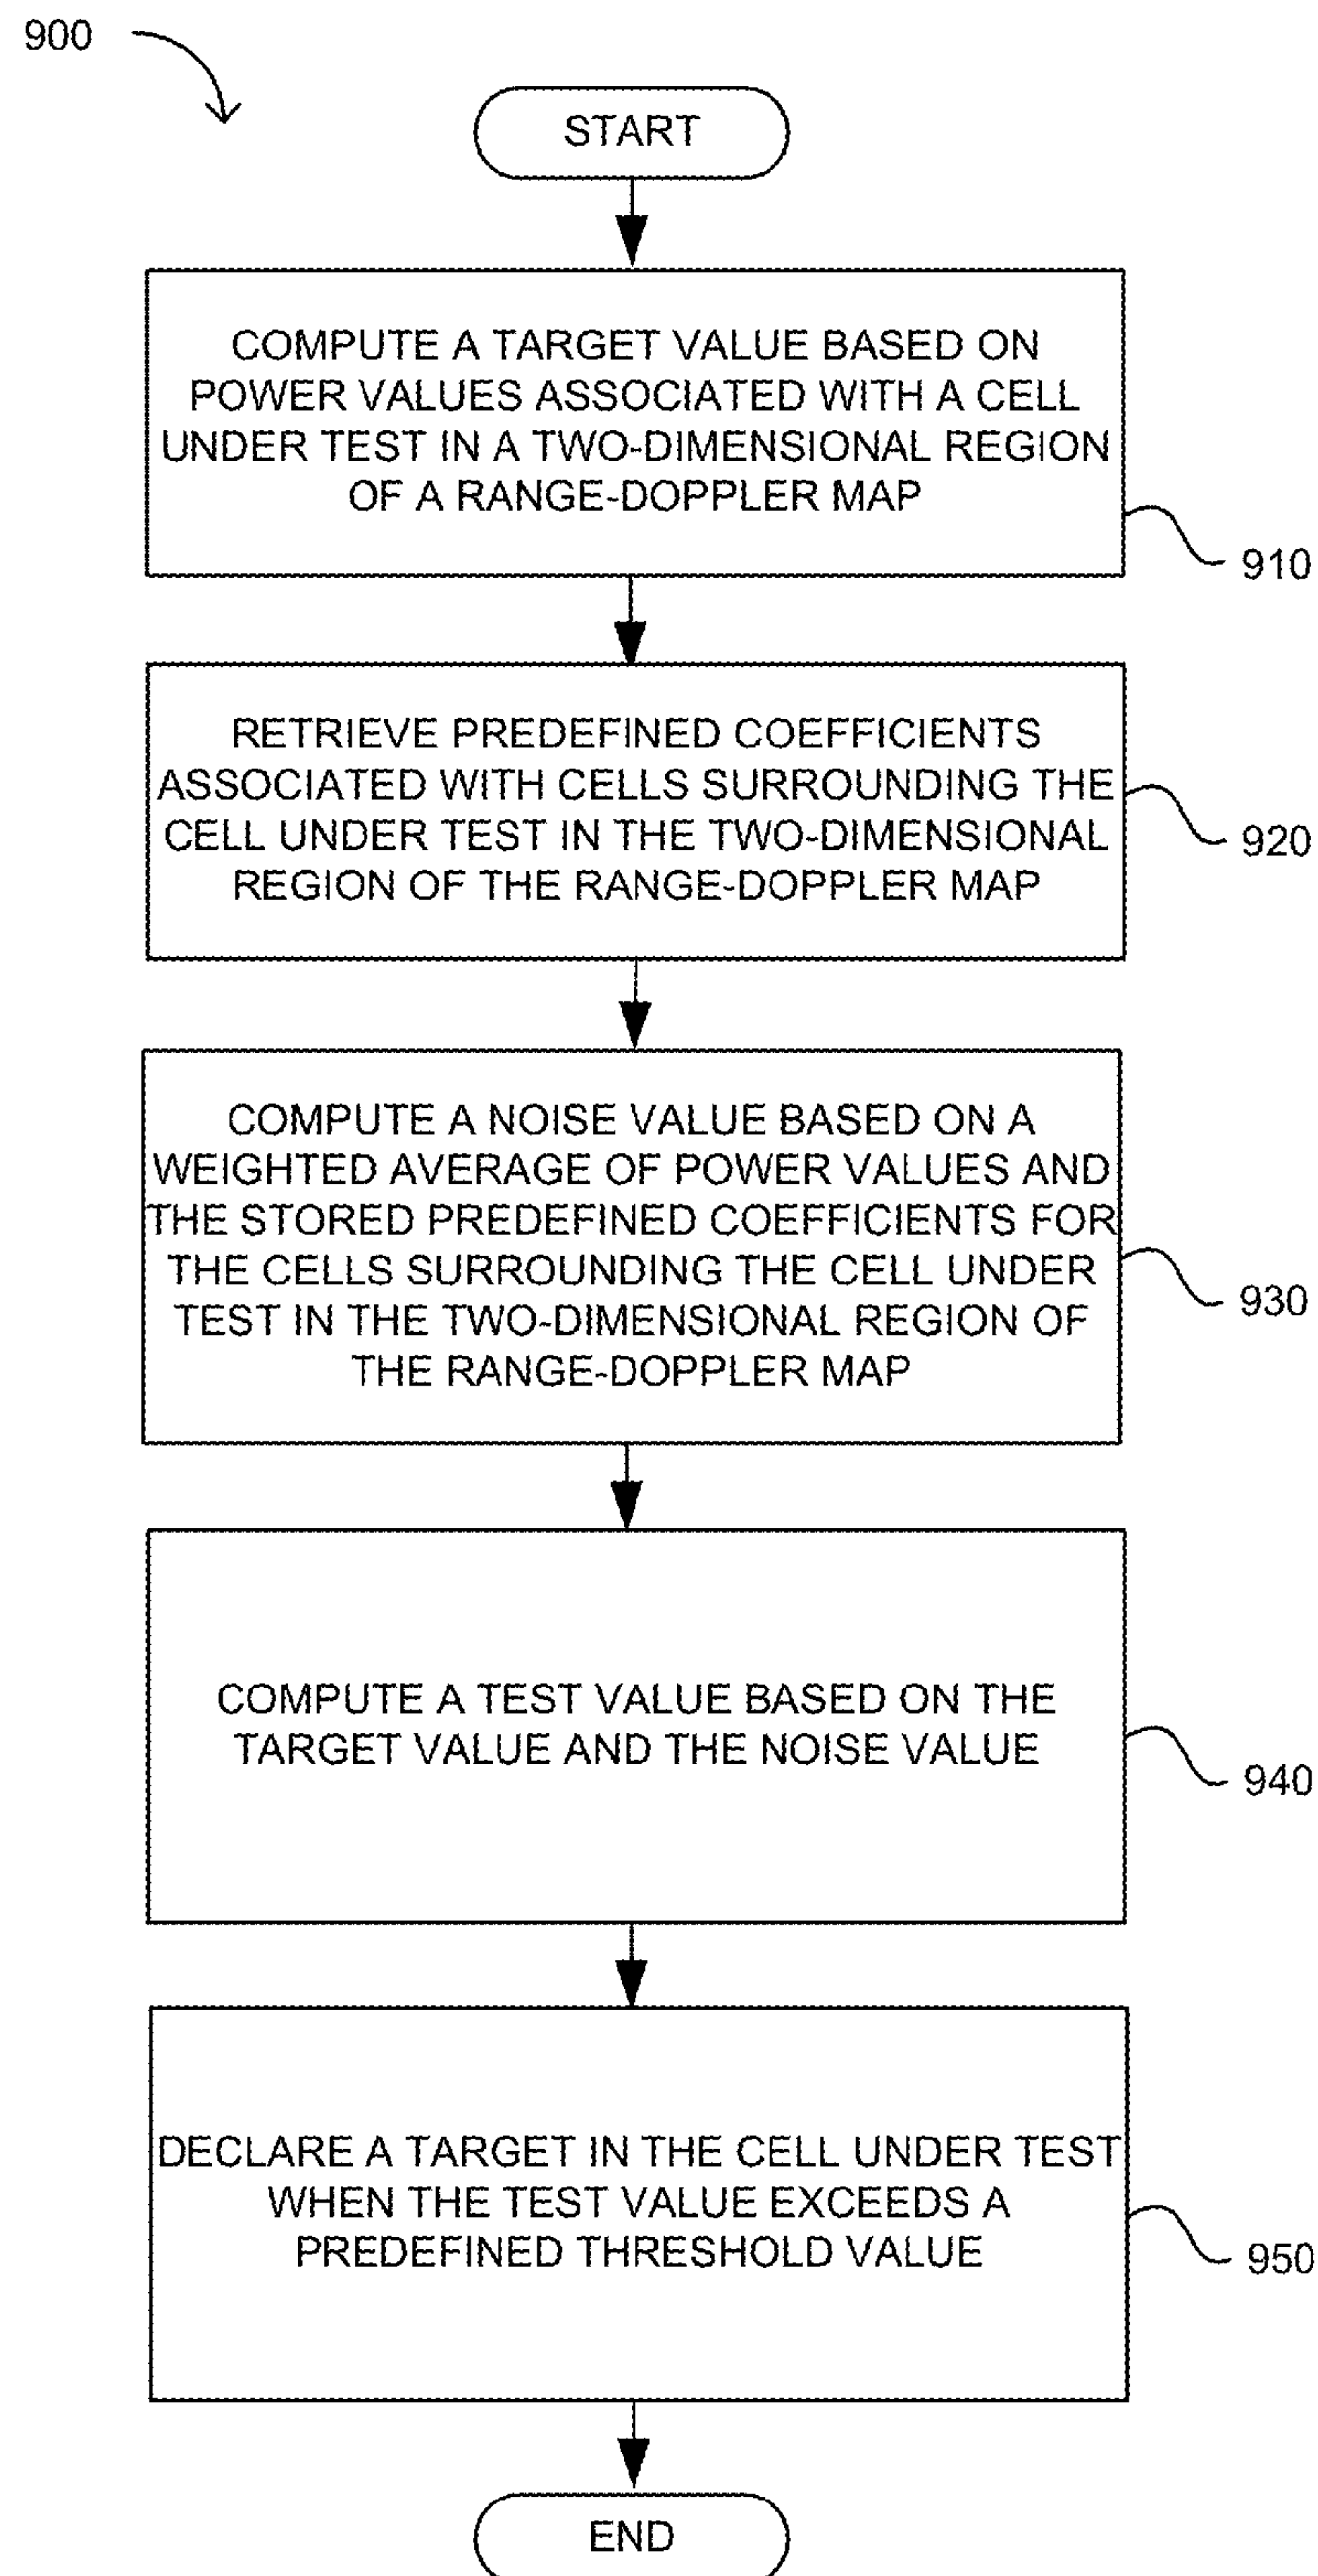 900
START
COMPUTE A TARGET VALUE BASED ON
POWER VALUES ASSOCIATED WITH A CELL
UNDER TEST IN A TWO-DIMENSIONAL REGION
OF A RANGE-DOPPLER MAP
910
RETRIEVE PREDEFINED COEFFICIENTS
ASSOCIATED WITH CELLS SURROUNDING THE
CELL UNDER TEST IN THE TWO-DIMENSIONAL
REGION OF THE RANGE-DOPPLER MAP
920
COMPUTE A NOISE VALUE BASED ON A
WEIGHTED AVERAGE OF POWER VALUES AND
THE STORED PREDEFINED COEFFICIENTS FOR
THE CELLS SURROUNDING THE CELL UNDER
TEST IN THE TWO-DIMENSIONAL REGION OF
THE RANGE-DOPPLER MAP
930
COMPUTE A TEST VALUE BASED ON THE
TARGET VALUE AND THE NOISE VALUE
940
DECLARE A TARGET IN THE CELL UNDER TEST
WHEN THE TEST VALUE EXCEEDS A
PREDEFINED THRESHOLD VALUE
950
END